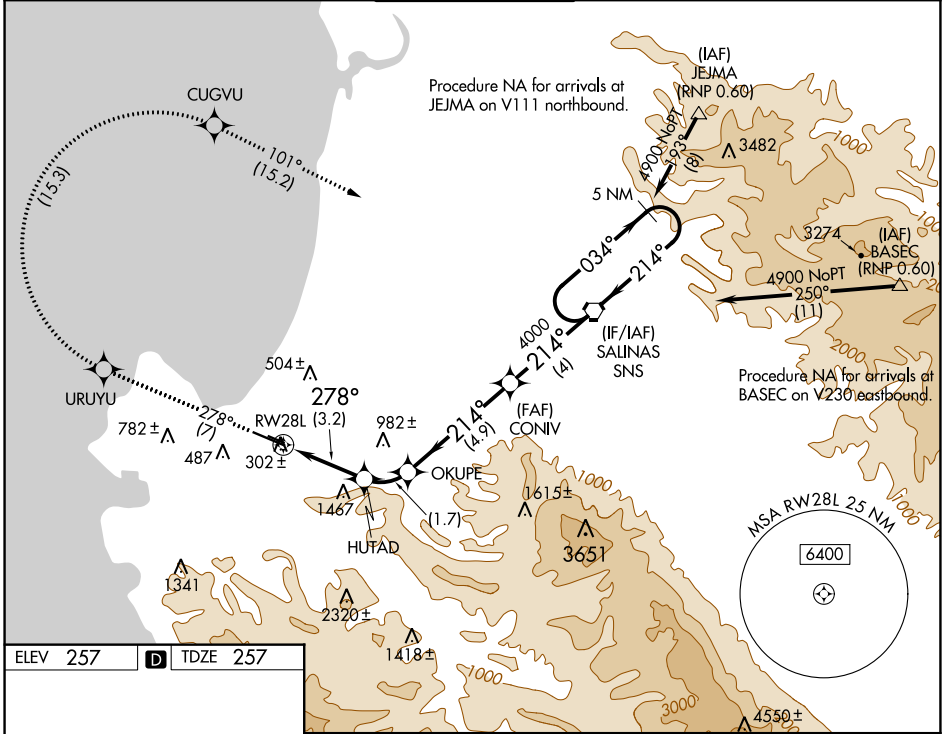 CUGVU
101°
(15.2)
(15.3)
Procedure NA for arrivals at
JEJMA on V111 northbound.
(IAF)
JEJMA
(RNP 0.60)
4900 NoPT
193°
(8)
3482
1000
5 NM
034°
214°
3274
(IAF)
BASEC
(RNP 0.60)
4900 NoPT
250°
(11)
2000
(IF/IAF)
SALINAS
SNS
4000
214°
(4)
Procedure NA for arrivals at
BASEC on V230 eastbound.
(FAF)
CONIV
214°
(4.9)
URUYU
504±
278°
(3.2)
278°
(7)
RW28L
782±
487
302±
982±
OKUPE
(1.7)
1467
HUTAD
1000
1615±
3651
1000
MSA RW28L 25 NM
6400
1341
2320±
1418±
1000
3000
4550±
ELEV 257
D
TDZE 257